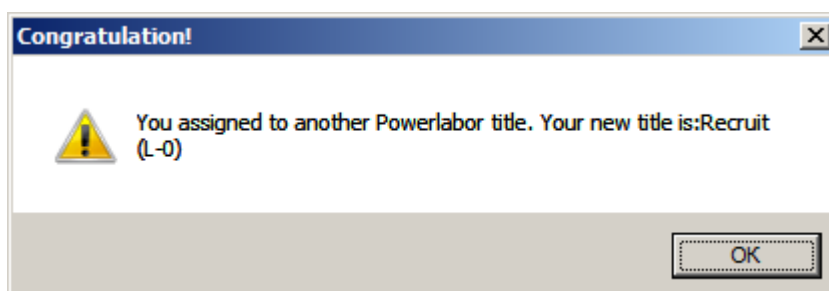 Congratulation!
You assigned to another Powerlabor title. Your new title is:Recruit
(L-0)
OK